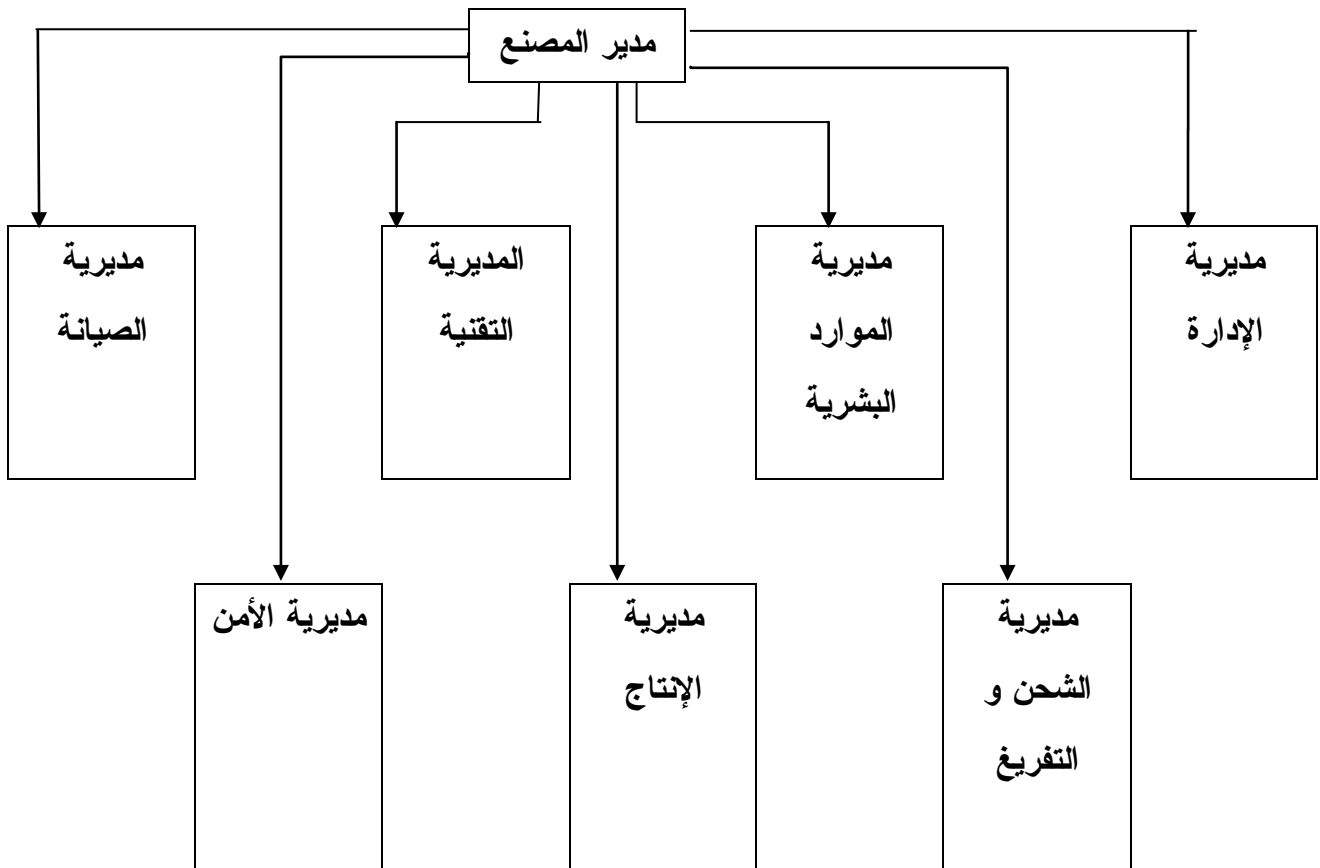 مدير المصنع
مديرية
الإدارة
مديرية
الموارد
البشرية
المديرية
التقنية
مديرية
الصيانة
مديرية
الشحن و
التفريغ
مديرية
الإنتاج
مديرية الأمن